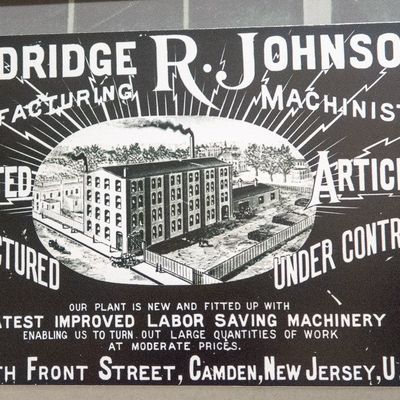 DRIDGE R. JOHNSO
FACTURING MACHINIST
TED ARTIC
CTURED UNDER CONTR
OUR PLANT IS NEW AND FITTED UP WITH
ATEST IMPROVED LABOR SAVING MACHINERY
ENABLING US TO TURN OUT LARGE QUANTITIES OF WORK
AT MODERATE PRICES.
TH FRONT STREET, CAMDEN, NEW JERSEY, U.